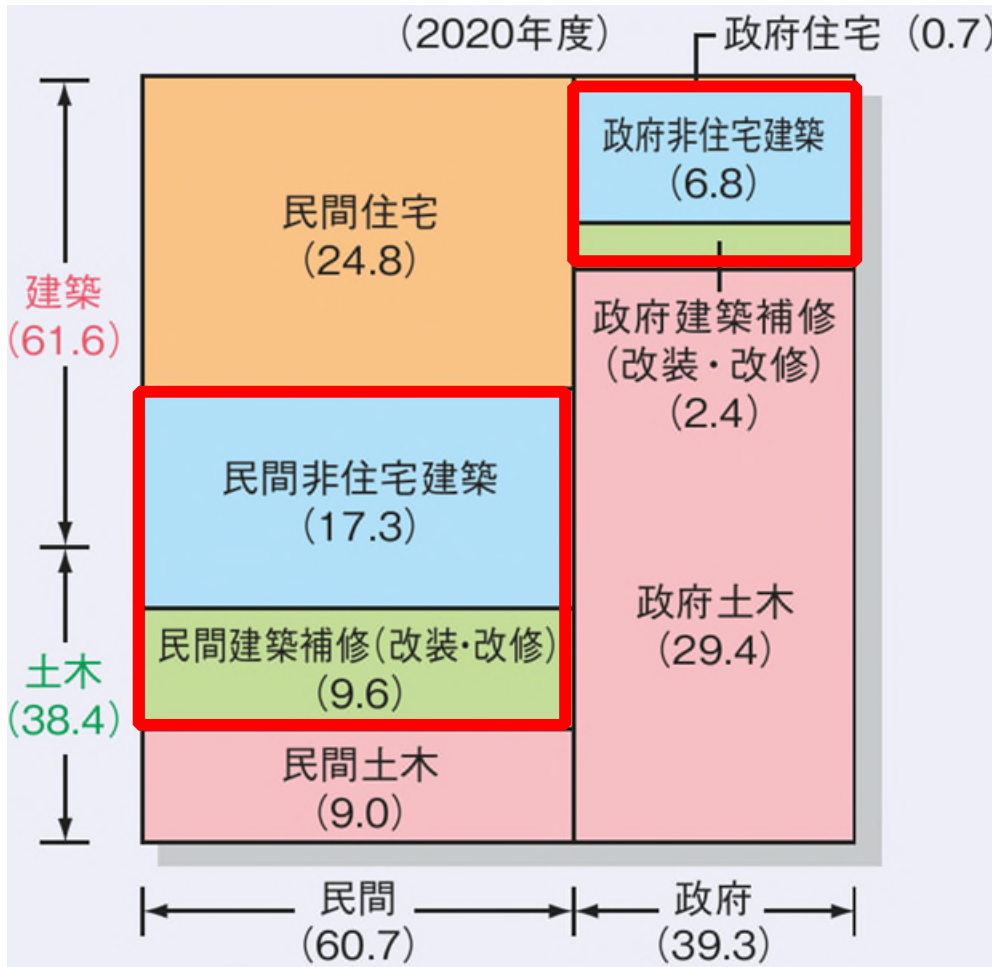 （2020年度）
政府住宅（0.7）
民間住宅
（24.8）
政府非住宅建築
（6.8）
建築
（61.6）
政府建築補修
（改装・改修）
（2.4）
民間非住宅建築
（17.3）
民間建築補修（改装・改修）
（9.6）
政府土木
（29.4）
土木
（38.4）
民間土木
（9.0）
民間
（60.7）
政府
（39.3）